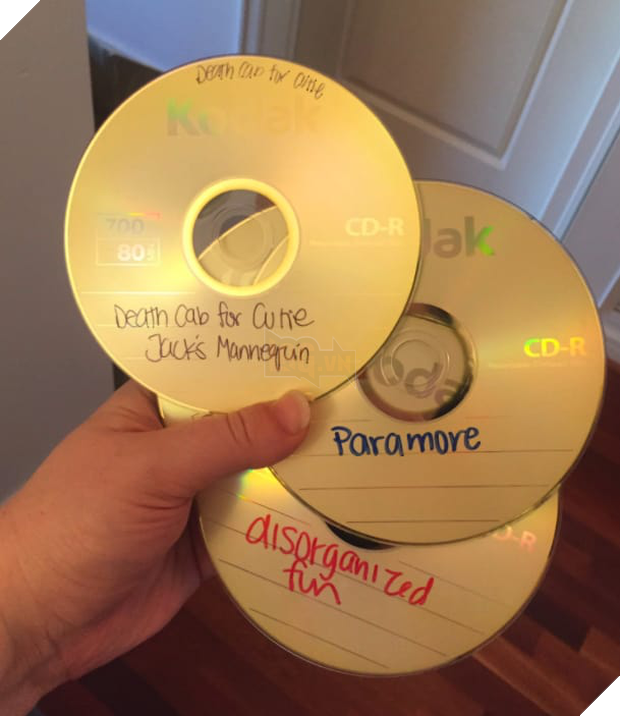 Death Cab for Cutie
Kodak
700
80
CD-R
Death Cab for Cutie
Jack's Mannequin
dak
CD-R
oda
Paramore
D-R
disorganized
fun